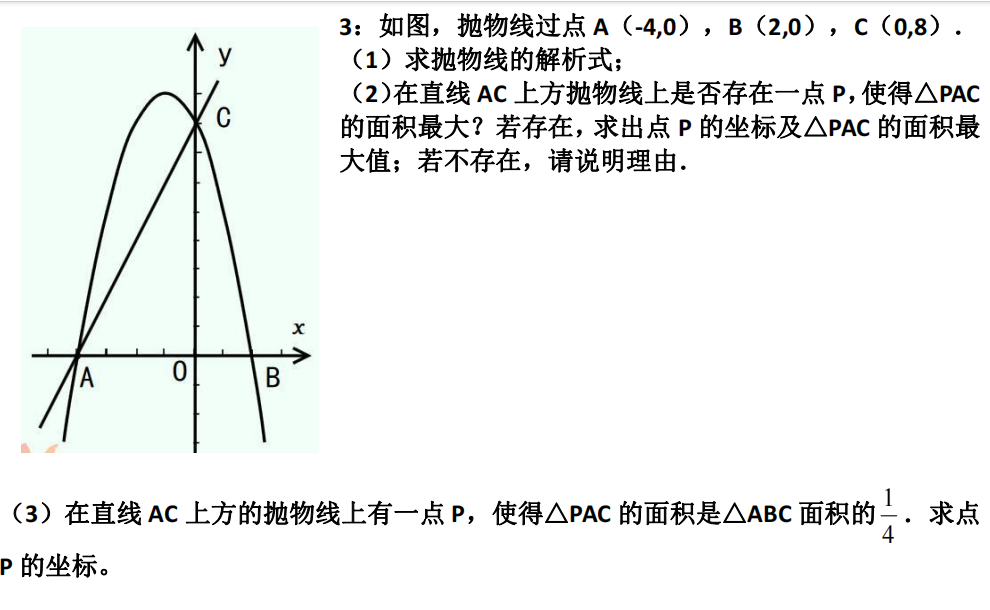 3：如图，抛物线过点 A（-4,0），B（2,0），C（0,8）.
（1）求抛物线的解析式；
（2）在直线 AC 上方抛物线上是否存在一点 P，使得△PAC
的面积最大？若存在，求出点 P 的坐标及△PAC 的面积最
大值；若不存在，请说明理由.
y
C
x
A
O
B
（3）在直线 AC 上方的抛物线上有一点 P，使得△PAC 的面积是△ABC 面积的 1/4 . 求点
P 的坐标。